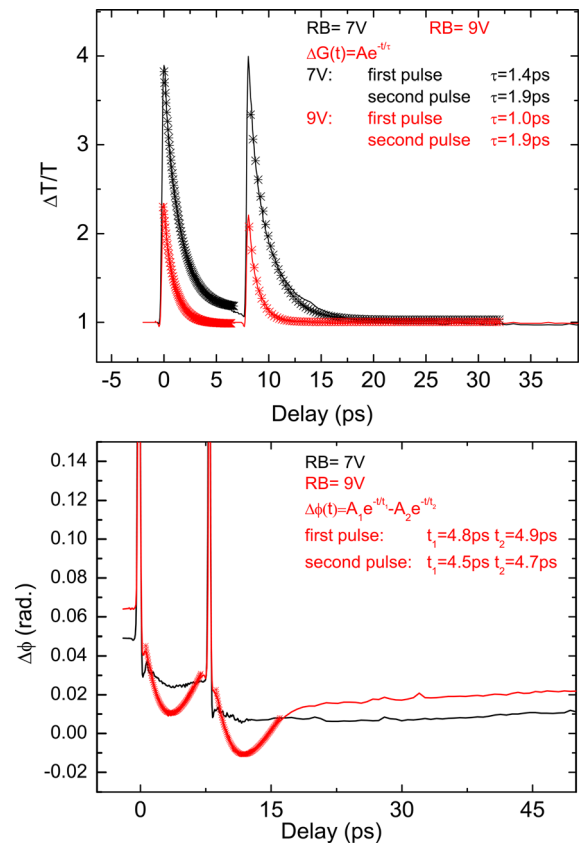 RB= 7V RB= 9V
ΔG(t)=Ae^-t/τ
7V: first pulse τ=1.4ps
second pulse τ=1.9ps
9V: first pulse τ=1.0ps
second pulse τ=1.9ps
ΔT/T
4
3
2
1
-5 0 5 10 15 20 25 30 35
Delay (ps)
RB= 7V
RB= 9V
Δϕ(t)=A₁e^-t/t₁-A₂e^-t/t₂
first pulse: t₁=4.8ps t₂=4.9ps
second pulse: t₁=4.5ps t₂=4.7ps
Δϕ (rad.)
0.14
0.12
0.10
0.08
0.06
0.04
0.02
0.00
-0.02
0 15 30 45
Delay (ps)